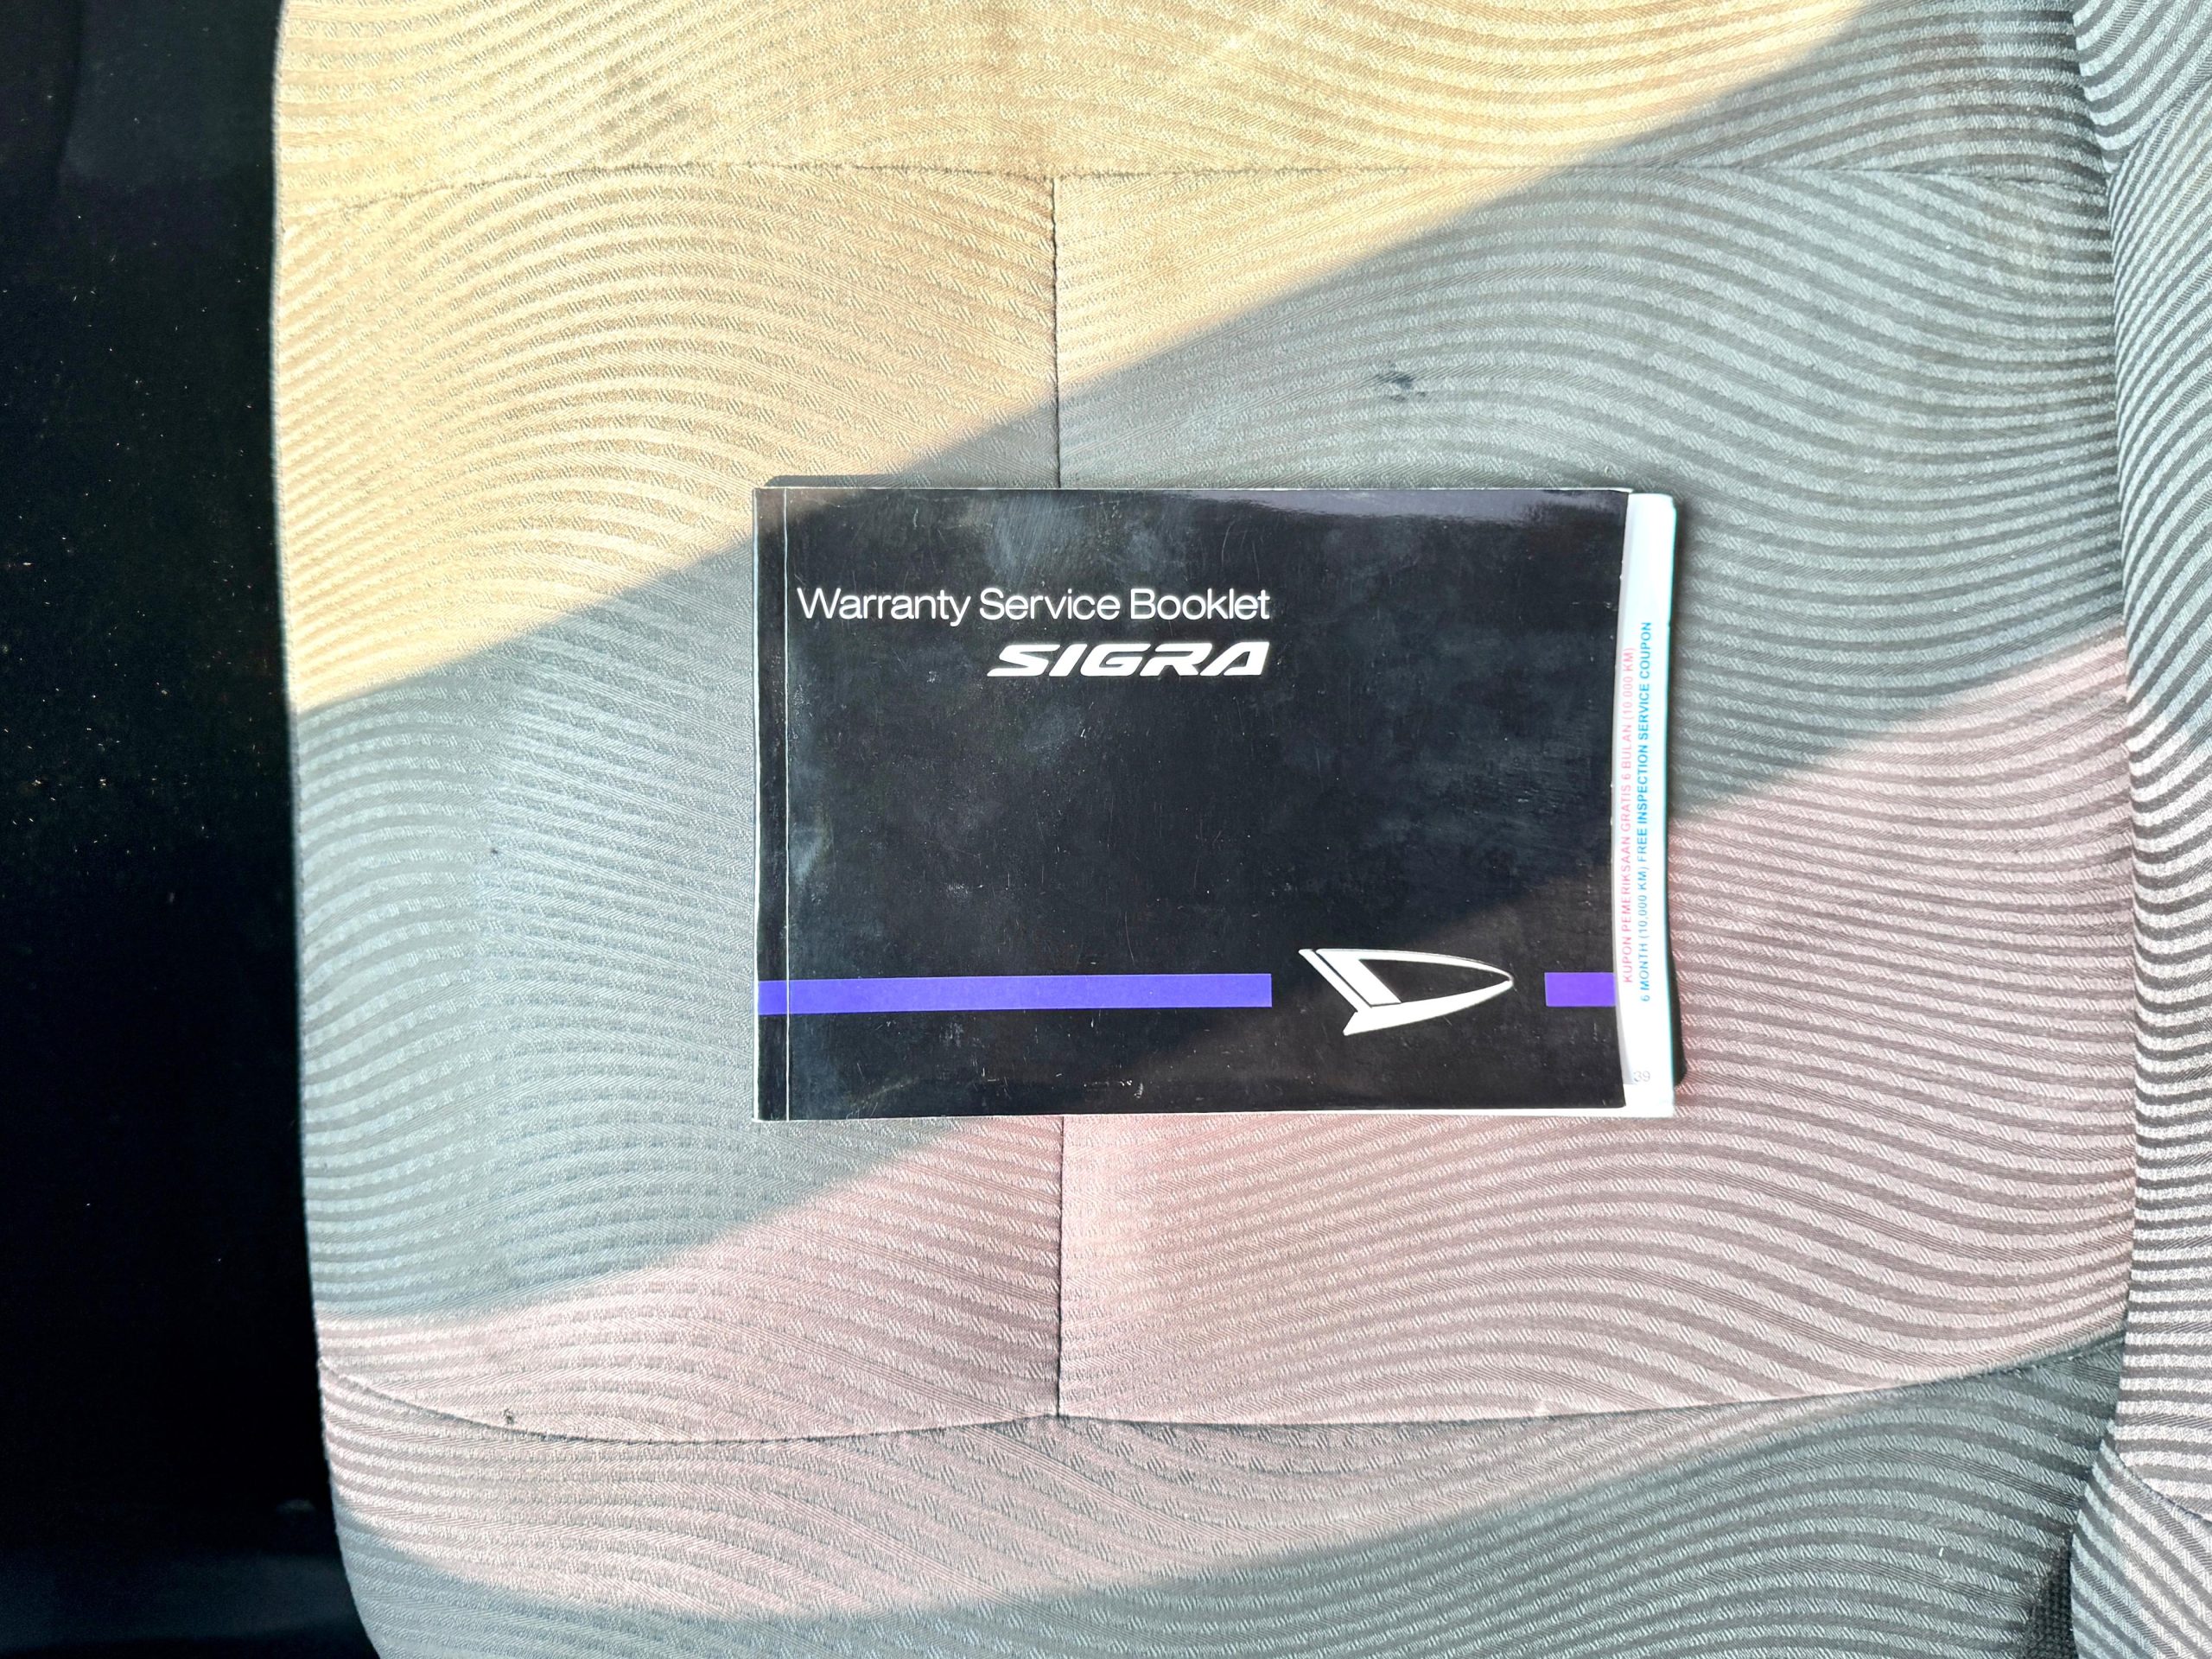 Warranty Service Booklet
SIGRA
KUPON PEMERIKSAAN GRATIS 6 BULAN (10.000 KM)
6 MONTH (10.000 KM) FREE INSPECTION SERVICE COUPON
39